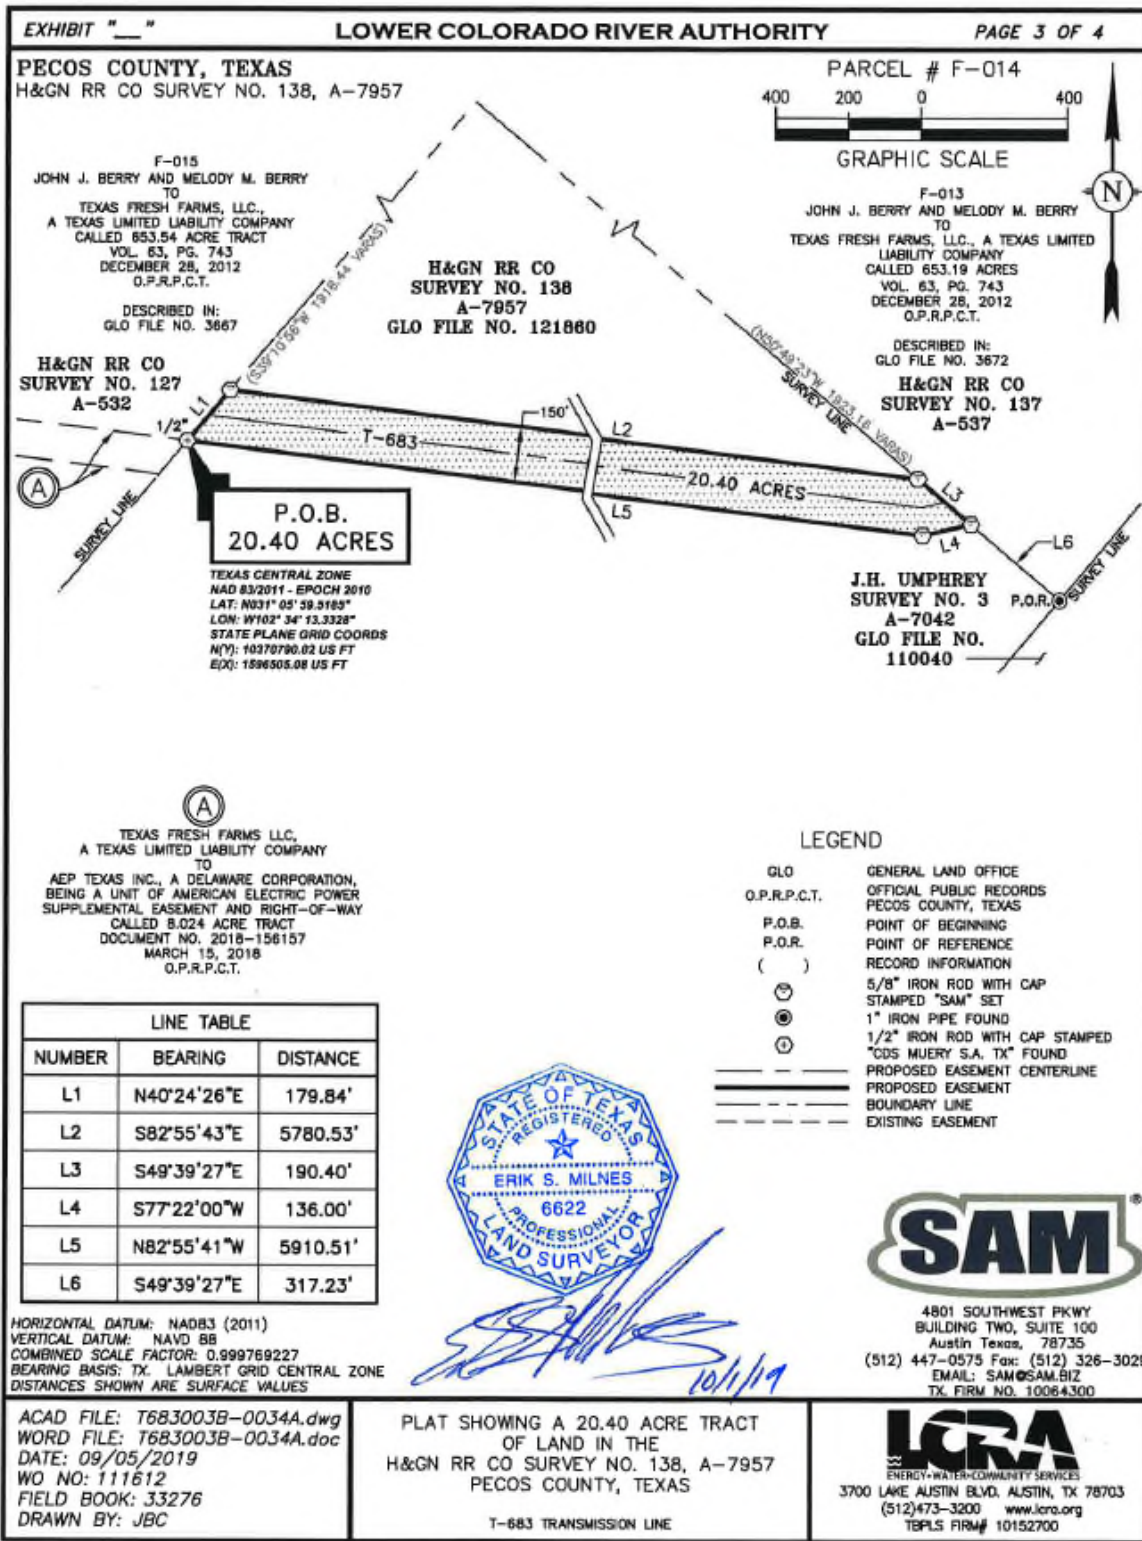 EXHIBIT "__"
LOWER COLORADO RIVER AUTHORITY
PAGE 3 OF 4
PECOS COUNTY, TEXAS
H&GN RR CO SURVEY NO. 138, A-7957
PARCEL # F-014
400 200 0 400
GRAPHIC SCALE
N
F-015
JOHN J. BERRY AND MELODY M. BERRY
TO
TEXAS FRESH FARMS, LLC.,
A TEXAS LIMITED LIABILITY COMPANY
CALLED 653.54 ACRE TRACT
VOL. 63, PG. 743
DECEMBER 28, 2012
O.P.R.P.C.T.
DESCRIBED IN:
GLO FILE NO. 3667
H&GN RR CO
SURVEY NO. 127
A-532
(S39°10'56"W 1918.44 VARAS)
H&GN RR CO
SURVEY NO. 138
A-7957
GLO FILE NO. 121860
F-013
JOHN J. BERRY AND MELODY M. BERRY
TO
TEXAS FRESH FARMS, LLC., A TEXAS LIMITED
LIABILITY COMPANY
CALLED 653.19 ACRES
VOL. 63, PG. 743
DECEMBER 28, 2012
O.P.R.P.C.T.
DESCRIBED IN:
GLO FILE NO. 3672
H&GN RR CO
SURVEY NO. 137
A-537
(N50°49'23"W 1923.18 VARAS)
SURVEY LINE
L1
1/2"
A
SURVEY LINE
T-683
150'
L2
20.40 ACRES
L3
L5
L4
L6
SURVEY LINE
P.O.R.
P.O.B.
20.40 ACRES
TEXAS CENTRAL ZONE
NAD 83/2011 - EPOCH 2010
LAT: N031° 05' 59.5185"
LON: W102° 34' 13.3328"
STATE PLANE GRID COORDS
N(Y): 10370790.02 US FT
E(X): 1596505.08 US FT
J.H. UMPHREY
SURVEY NO. 3
A-7042
GLO FILE NO.
110040
A
TEXAS FRESH FARMS LLC,
A TEXAS LIMITED LIABILITY COMPANY
TO
AEP TEXAS INC., A DELAWARE CORPORATION,
BEING A UNIT OF AMERICAN ELECTRIC POWER
SUPPLEMENTAL EASEMENT AND RIGHT-OF-WAY
CALLED 8.024 ACRE TRACT
DOCUMENT NO. 2018-156157
MARCH 15, 2018
O.P.R.P.C.T.
LEGEND
GLO GENERAL LAND OFFICE
O.P.R.P.C.T. OFFICIAL PUBLIC RECORDS
PECOS COUNTY, TEXAS
P.O.B. POINT OF BEGINNING
P.O.R. POINT OF REFERENCE
( ) RECORD INFORMATION
5/8" IRON ROD WITH CAP
STAMPED "SAM" SET
1" IRON PIPE FOUND
1/2" IRON ROD WITH CAP STAMPED
"CDS MUERY S.A. TX" FOUND
PROPOSED EASEMENT CENTERLINE
PROPOSED EASEMENT
BOUNDARY LINE
EXISTING EASEMENT
LINE TABLE
NUMBER BEARING DISTANCE
L1 N40°24'26"E 179.84'
L2 S82°55'43"E 5780.53'
L3 S49°39'27"E 190.40'
L4 S77°22'00"W 136.00'
L5 N82°55'41"W 5910.51'
L6 S49°39'27"E 317.23'
HORIZONTAL DATUM: NAD83 (2011)
VERTICAL DATUM: NAVD 88
COMBINED SCALE FACTOR: 0.999769227
BEARING BASIS: TX. LAMBERT GRID CENTRAL ZONE
DISTANCES SHOWN ARE SURFACE VALUES
STATE OF TEXAS
REGISTERED
ERIK S. MILNES
6622
PROFESSIONAL
LAND SURVEYOR
10/1/19
SAM®
4801 SOUTHWEST PKWY
BUILDING TWO, SUITE 100
Austin Texas, 78735
(512) 447-0575 Fax: (512) 326-3029
EMAIL: SAM@SAM.BIZ
TX. FIRM NO. 10064300
ACAD FILE: T683003B-0034A.dwg
WORD FILE: T683003B-0034A.doc
DATE: 09/05/2019
WO NO: 111612
FIELD BOOK: 33276
DRAWN BY: JBC
PLAT SHOWING A 20.40 ACRE TRACT
OF LAND IN THE
H&GN RR CO SURVEY NO. 138, A-7957
PECOS COUNTY, TEXAS
T-683 TRANSMISSION LINE
LCRA
ENERGY•WATER•COMMUNITY SERVICES
3700 LAKE AUSTIN BLVD. AUSTIN, TX 78703
(512)473-3200 www.lcra.org
TBPLS FIRM# 10152700